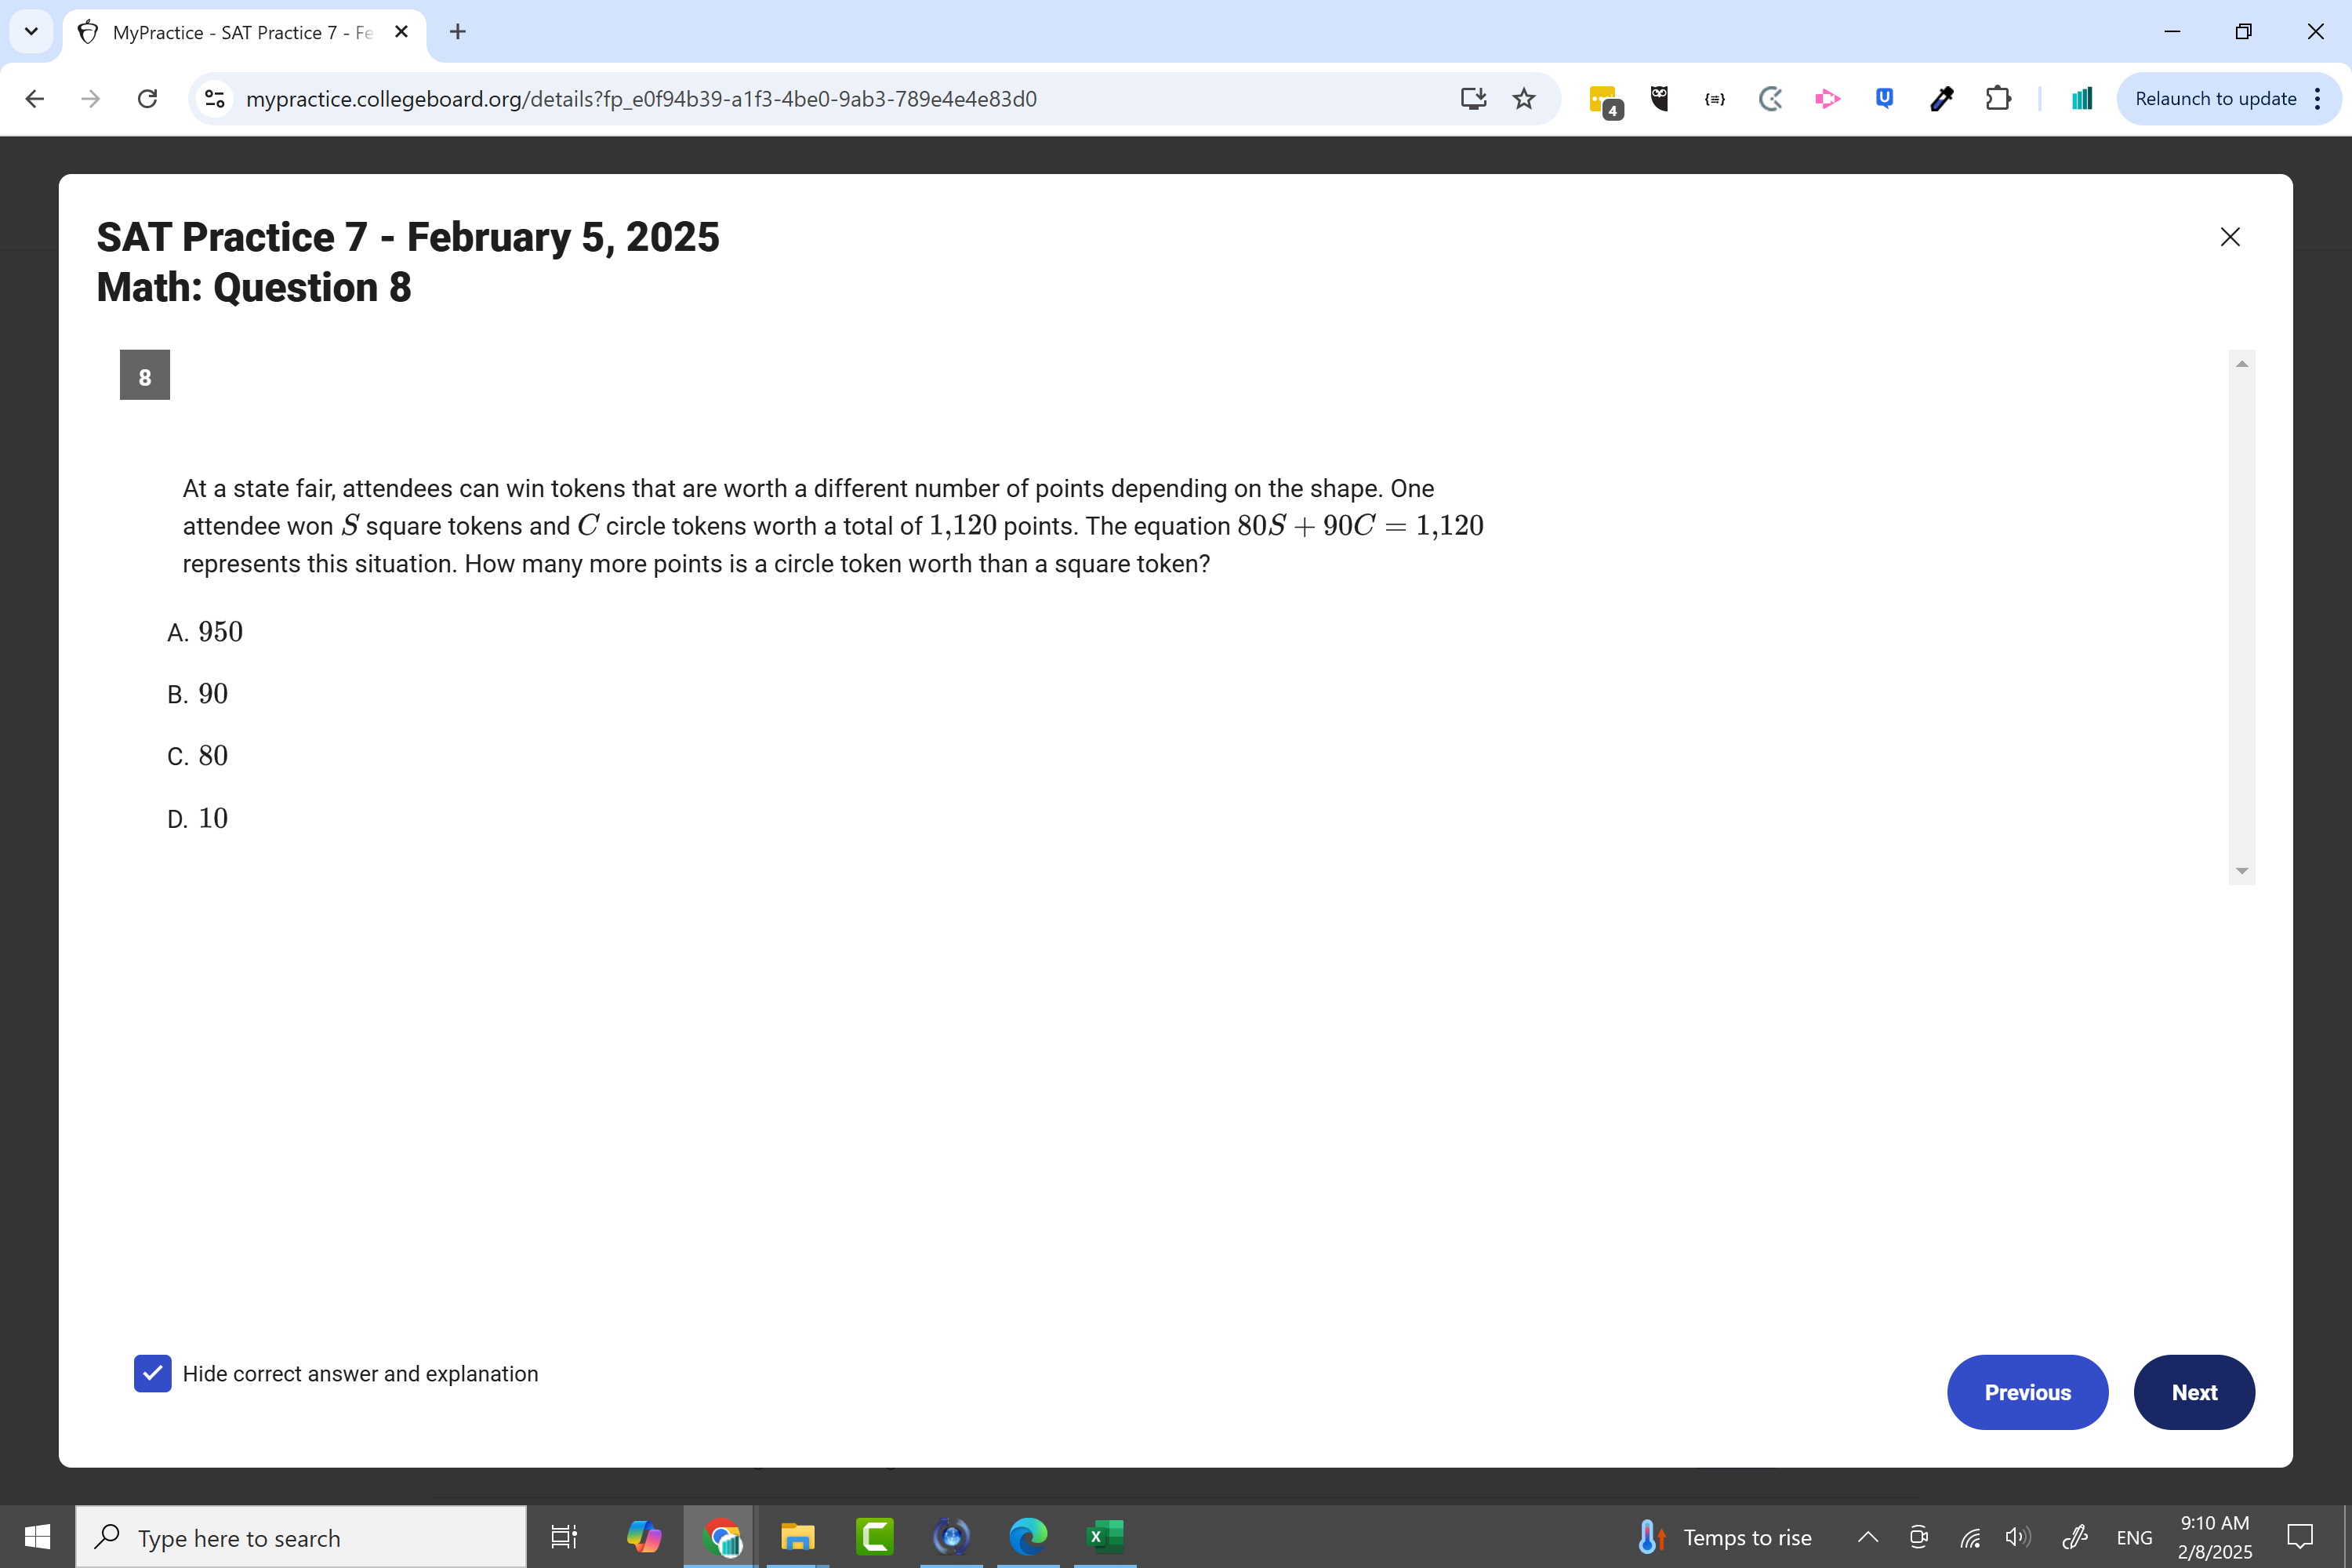 MyPractice - SAT Practice 7 - Fe
mypractice.collegeboard.org/details?fp_e0f94b39-a1f3-4be0-9ab3-789e4e4e83d0
4
Relaunch to update
SAT Practice 7 - February 5, 2025
Math: Question 8
8
At a state fair, attendees can win tokens that are worth a different number of points depending on the shape. One
attendee won S square tokens and C circle tokens worth a total of 1,120 points. The equation 80S + 90C = 1,120
represents this situation. How many more points is a circle token worth than a square token?
A. 950
B. 90
C. 80
D. 10
Hide correct answer and explanation
Previous
Next
Type here to search
Temps to rise
ENG
9:10 AM
2/8/2025